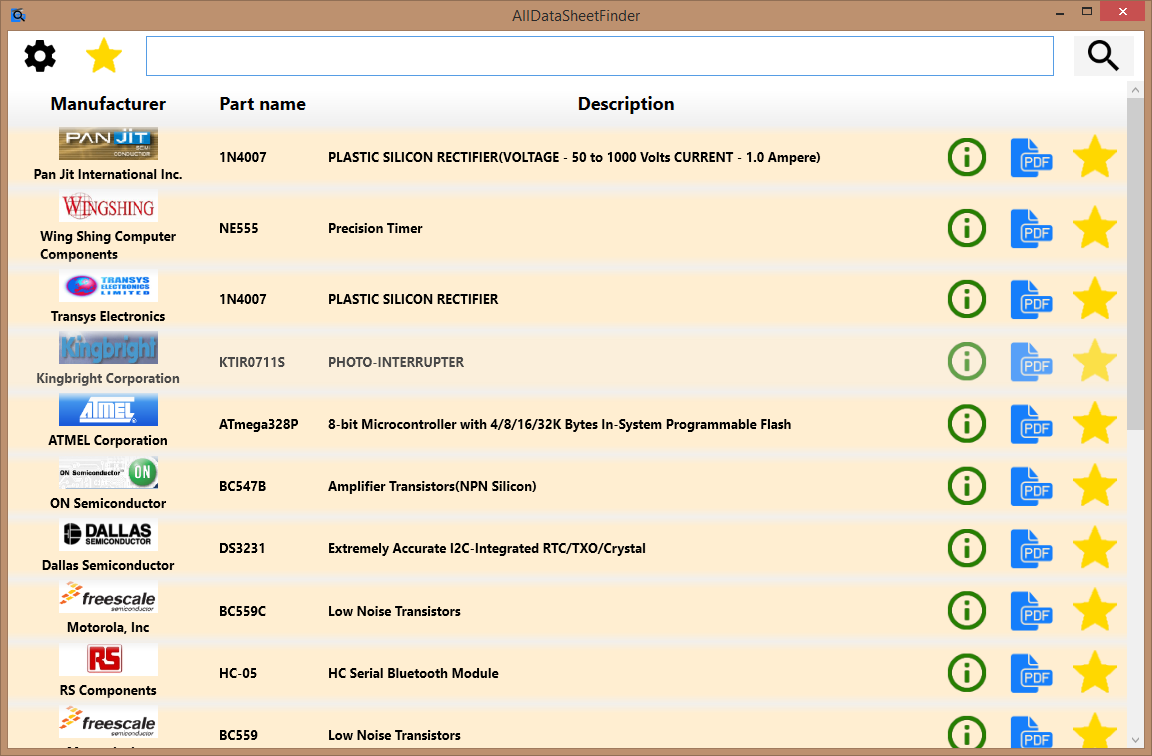 AllDataSheetFinder
Manufacturer Part name Description
PAN JIT
SEMI
CONDUCTOR
Pan Jit International Inc.
1N4007 PLASTIC SILICON RECTIFIER(VOLTAGE - 50 to 1000 Volts CURRENT - 1.0 Ampere)
PDF
WINGSHING
Wing Shing Computer
Components
NE555 Precision Timer
PDF
TRANSYS
ELECTRONICS
LIMITED
Transys Electronics
1N4007 PLASTIC SILICON RECTIFIER
PDF
Kingbright
Kingbright Corporation
KTIR0711S PHOTO-INTERRUPTER
PDF
ATMEL
ATMEL Corporation
ATmega328P 8-bit Microcontroller with 4/8/16/32K Bytes In-System Programmable Flash
PDF
ON Semiconductor
ON
ON Semiconductor
BC547B Amplifier Transistors(NPN Silicon)
PDF
DALLAS
SEMICONDUCTOR
Dallas Semiconductor
DS3231 Extremely Accurate I2C-Integrated RTC/TXO/Crystal
PDF
freescale
semiconductor
Motorola, Inc
BC559C Low Noise Transistors
PDF
RS
RS Components
HC-05 HC Serial Bluetooth Module
PDF
freescale
semiconductor
BC559 Low Noise Transistors
PDF